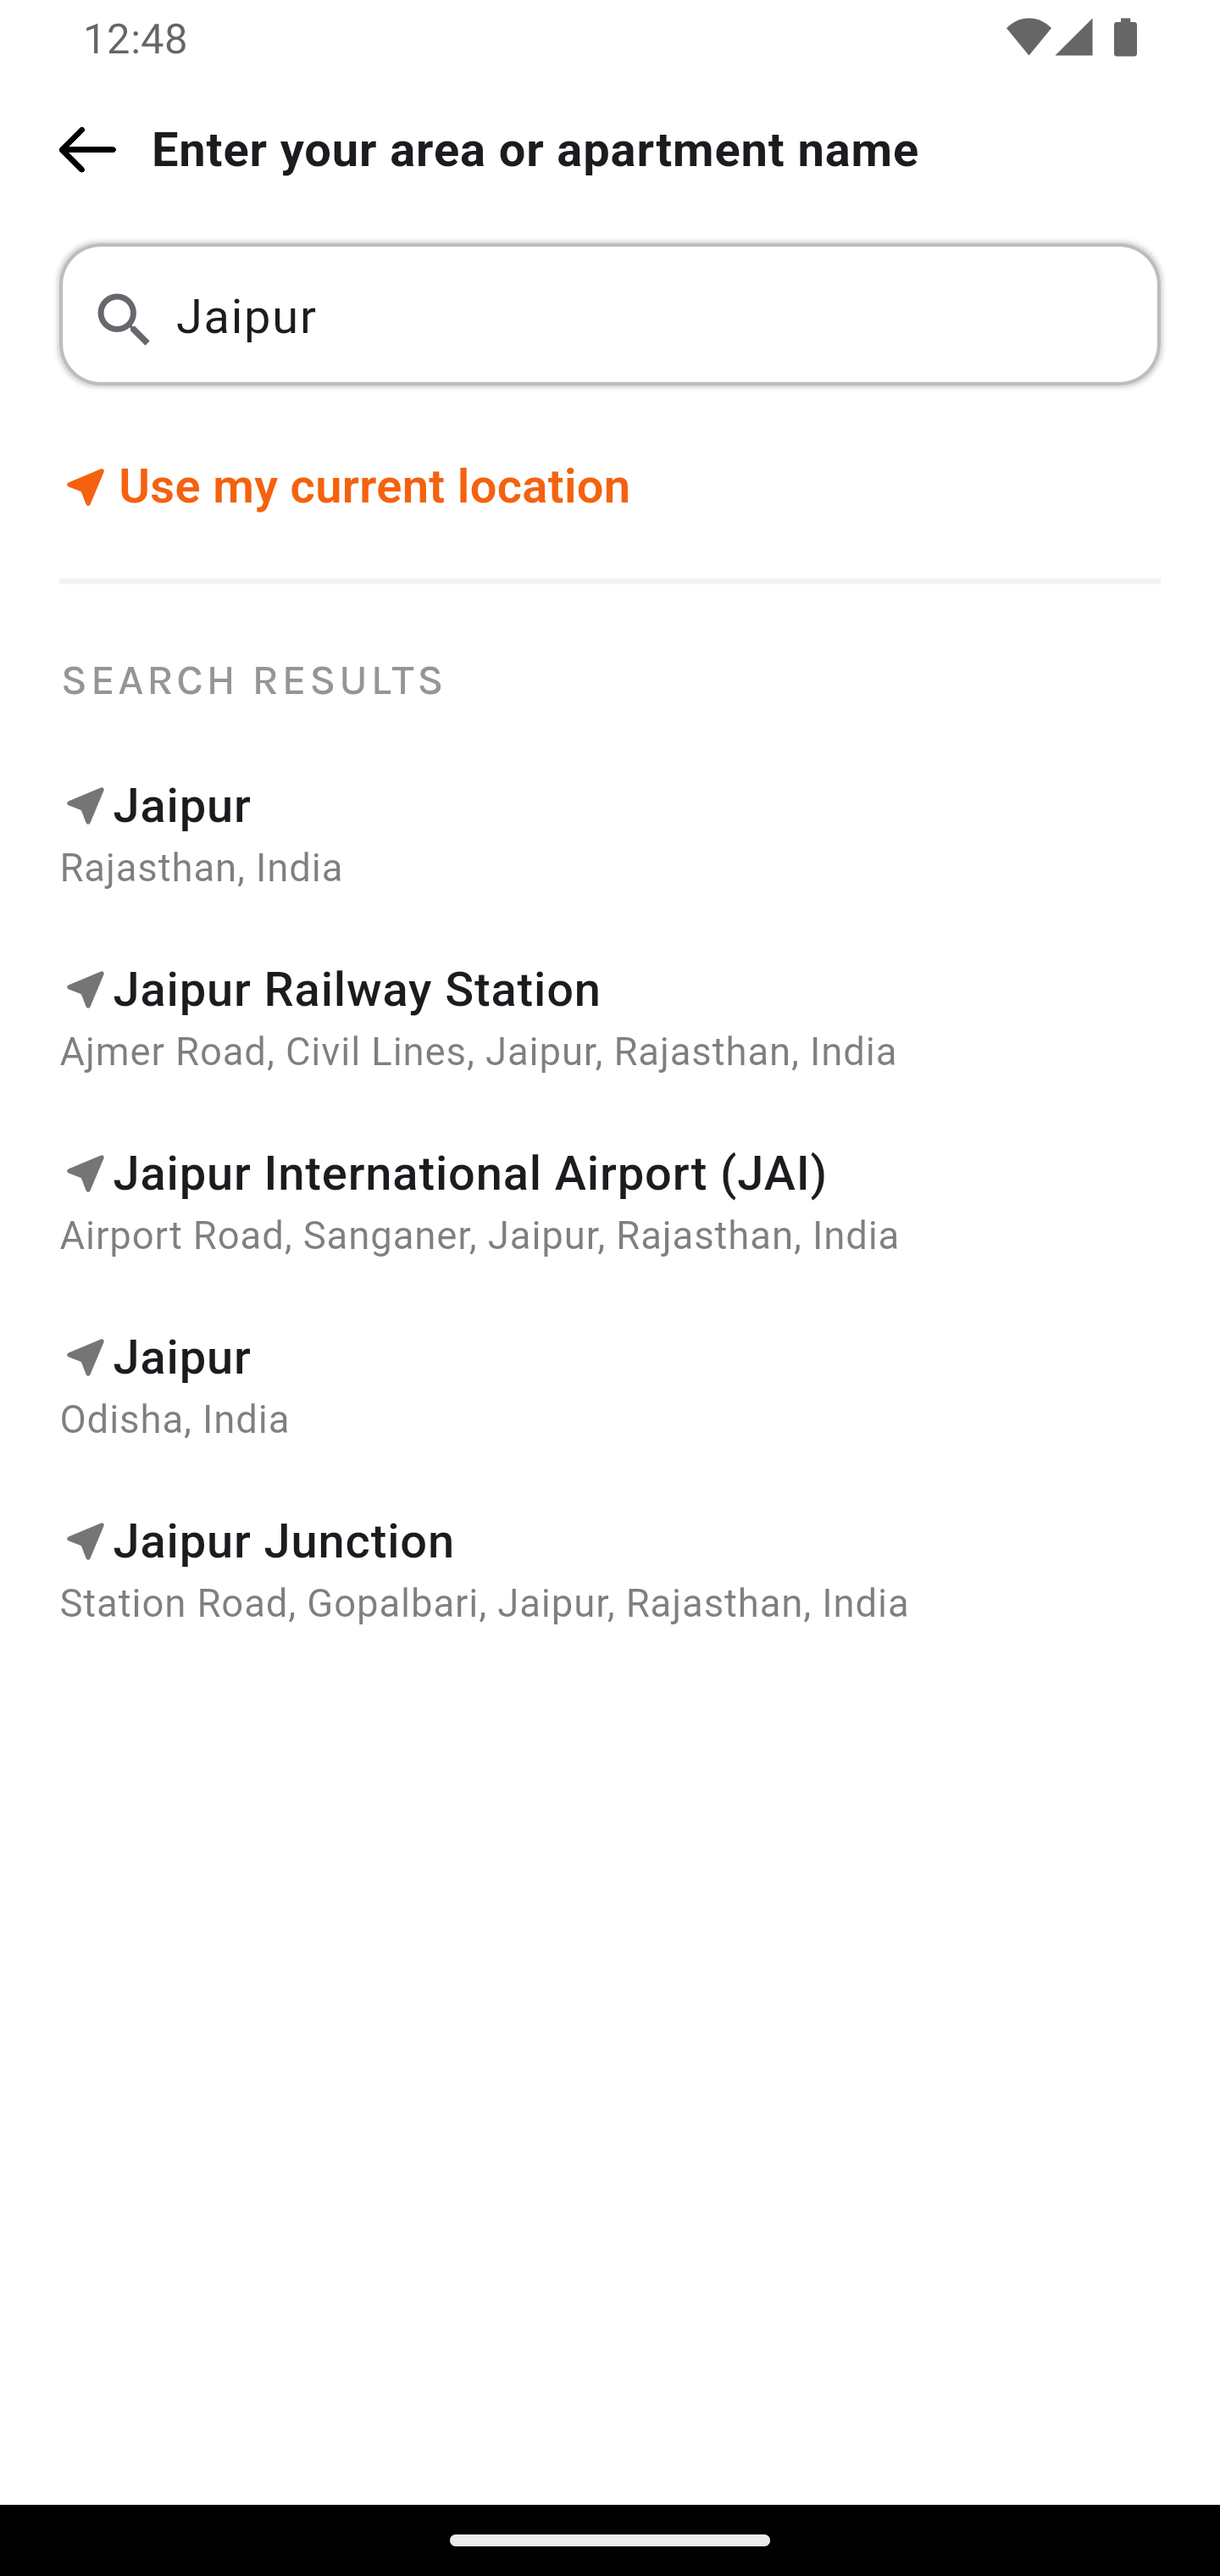 12:48
Enter your area or apartment name
Jaipur
Use my current location
SEARCH RESULTS
Jaipur
Rajasthan, India
Jaipur Railway Station
Ajmer Road, Civil Lines, Jaipur, Rajasthan, India
Jaipur International Airport (JAI)
Airport Road, Sanganer, Jaipur, Rajasthan, India
Jaipur
Odisha, India
Jaipur Junction
Station Road, Gopalbari, Jaipur, Rajasthan, India